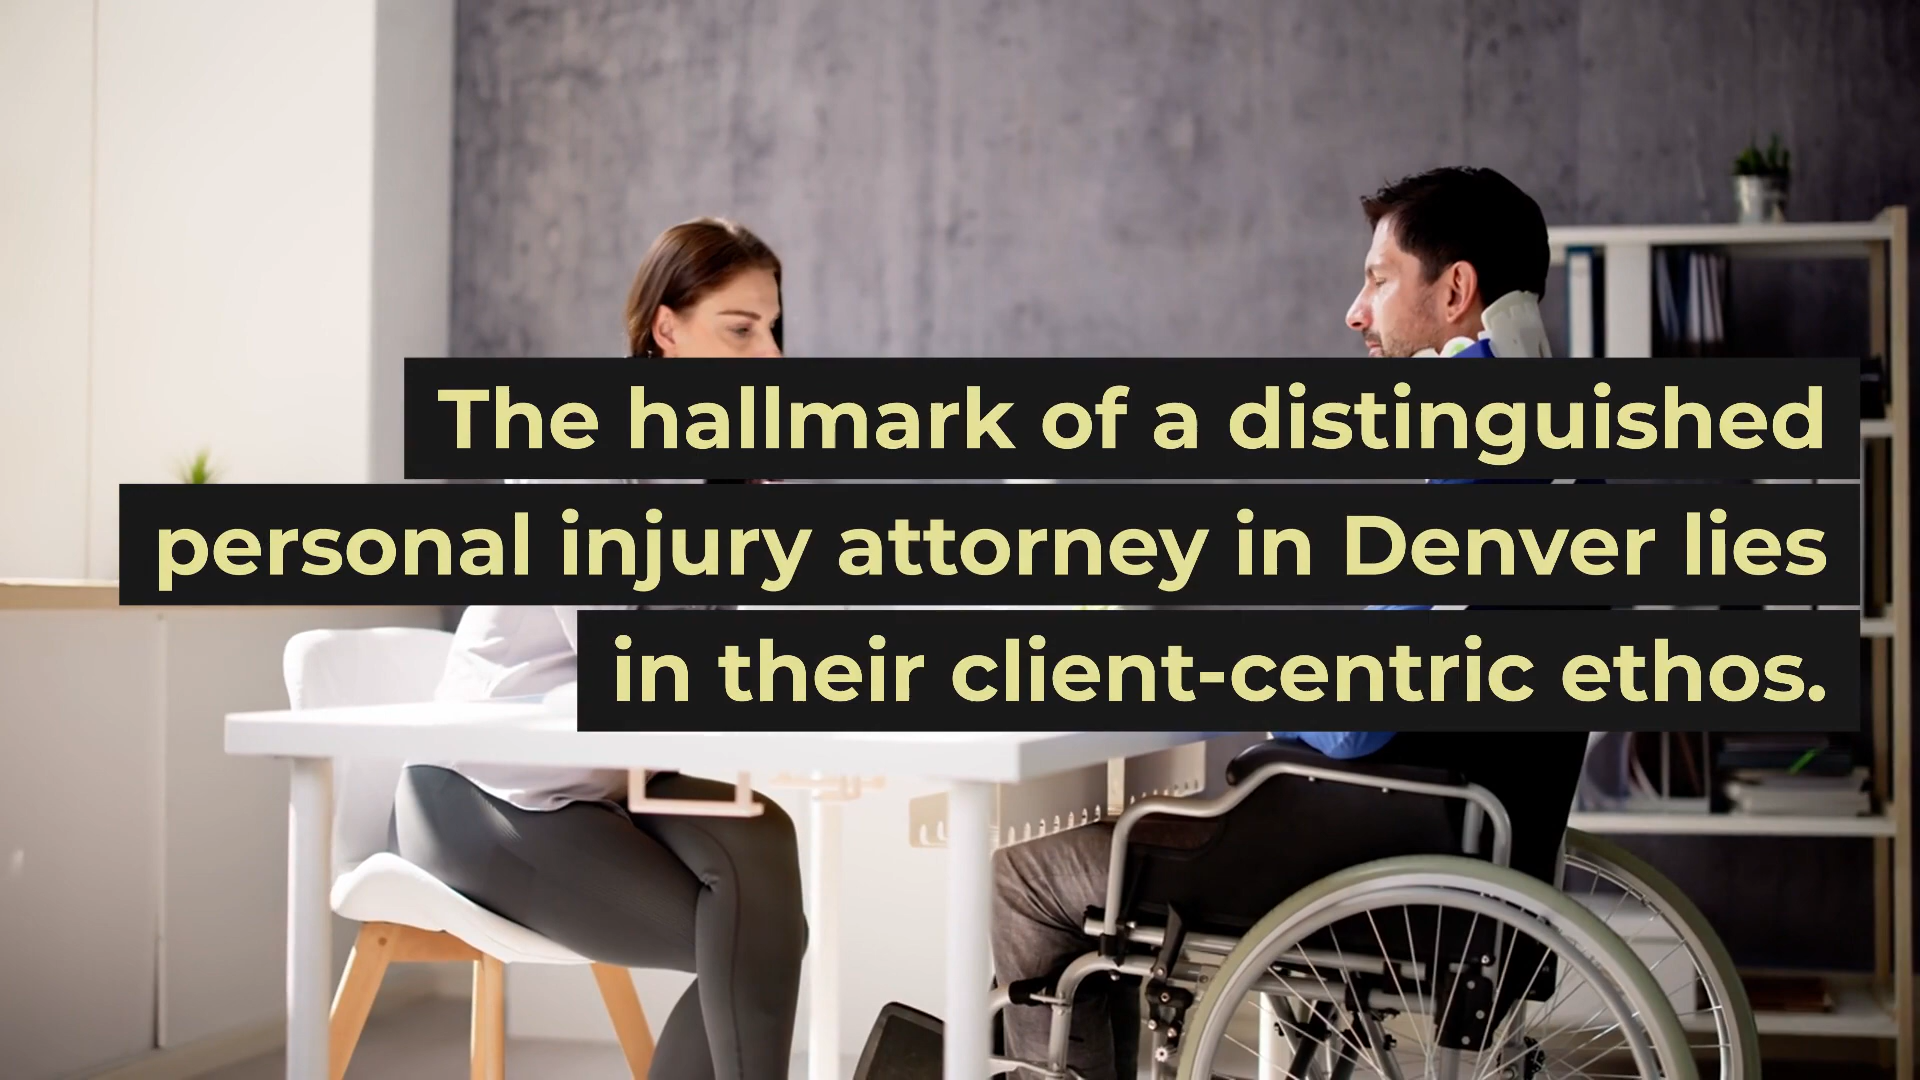 The hallmark of a distinguished
personal injury attorney in Denver lies
in their client-centric ethos.